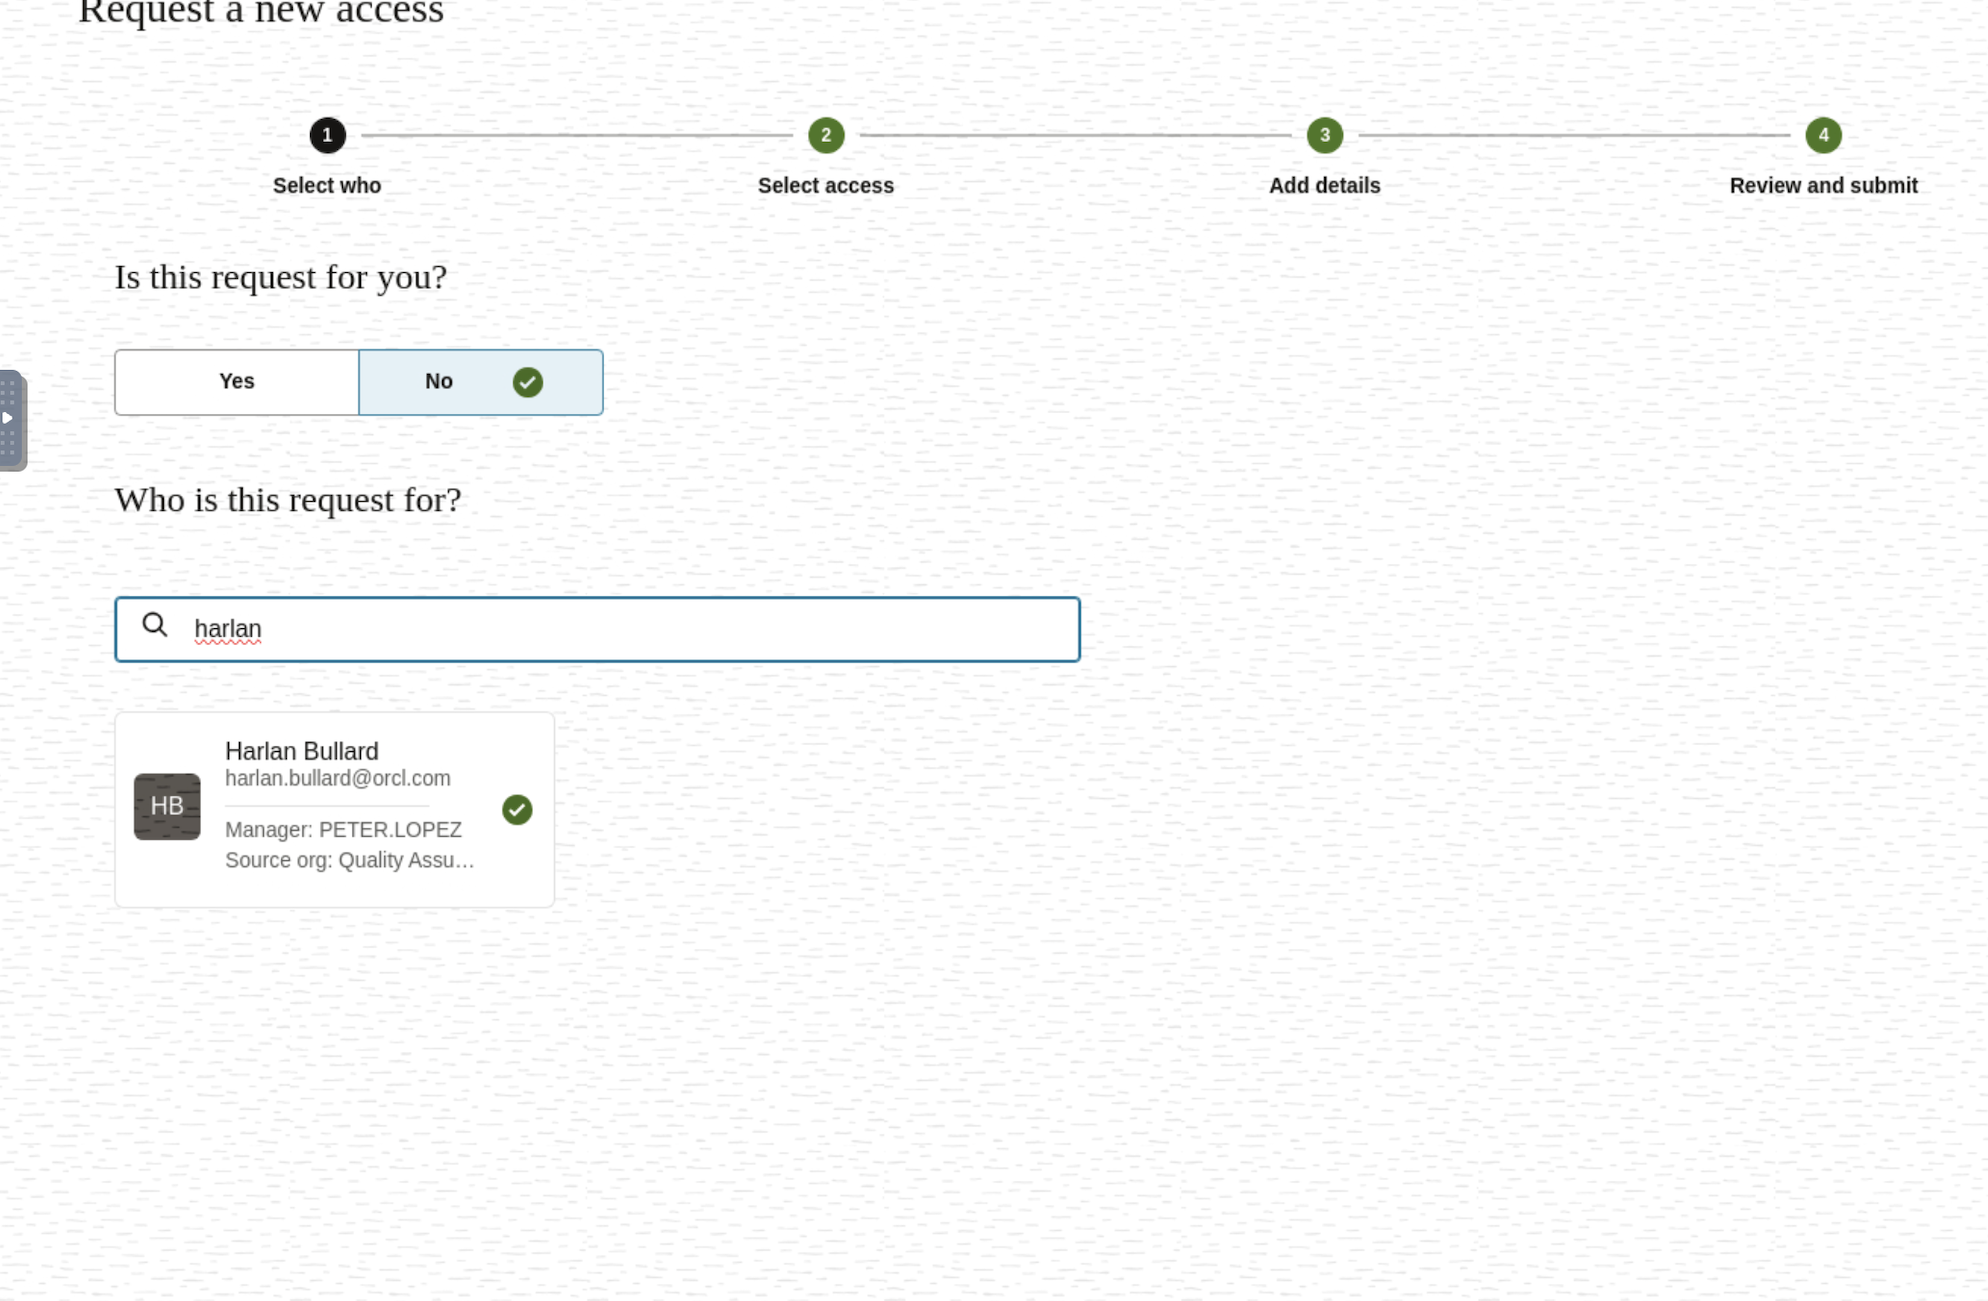 Request a new access
1
2
3
4
Select who
Select access
Add details
Review and submit
Is this request for you?
Yes
No
Who is this request for?
harlan
HB
Harlan Bullard
harlan.bullard@orcl.com
Manager: PETER.LOPEZ
Source org: Quality Assu…